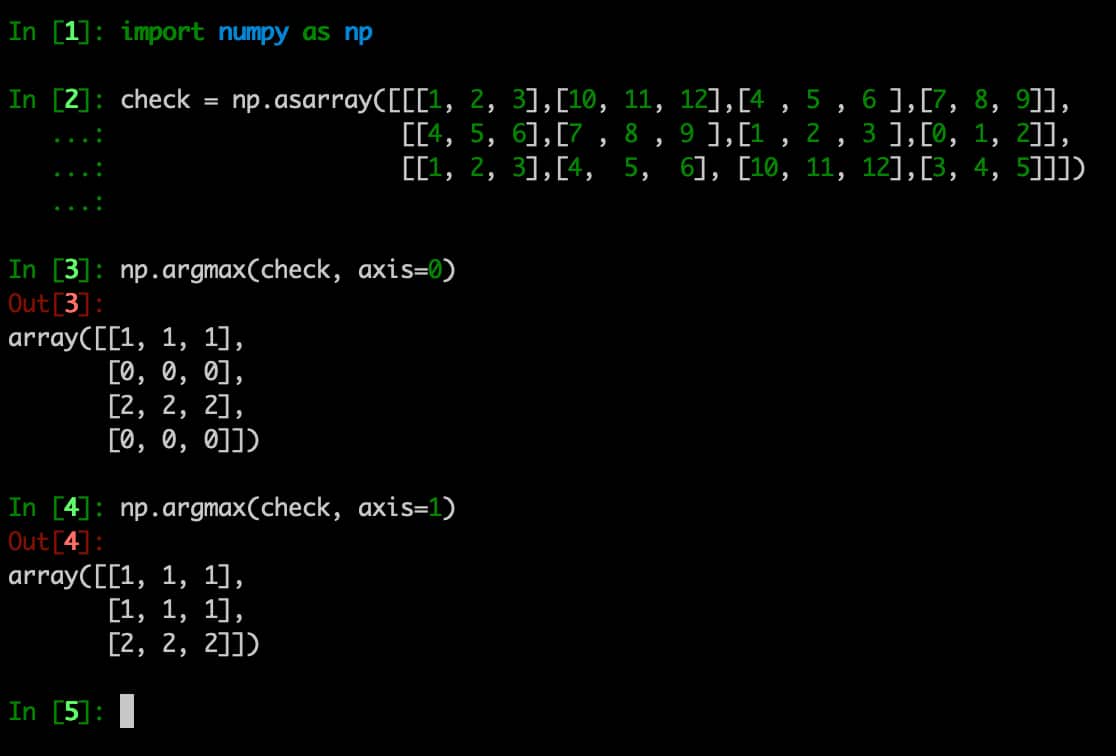 In [1]: import numpy as np
In [2]: check = np.asarray([[[1, 2, 3],[10, 11, 12],[4 , 5 , 6 ],[7, 8, 9]],
   ...:                     [[4, 5, 6],[7 , 8 , 9 ],[1 , 2 , 3 ],[0, 1, 2]],
   ...:                     [[1, 2, 3],[4,  5,  6], [10, 11, 12],[3, 4, 5]]])
   ...:
In [3]: np.argmax(check, axis=0)
Out[3]:
array([[1, 1, 1],
       [0, 0, 0],
       [2, 2, 2],
       [0, 0, 0]])
In [4]: np.argmax(check, axis=1)
Out[4]:
array([[1, 1, 1],
       [1, 1, 1],
       [2, 2, 2]])
In [5]: